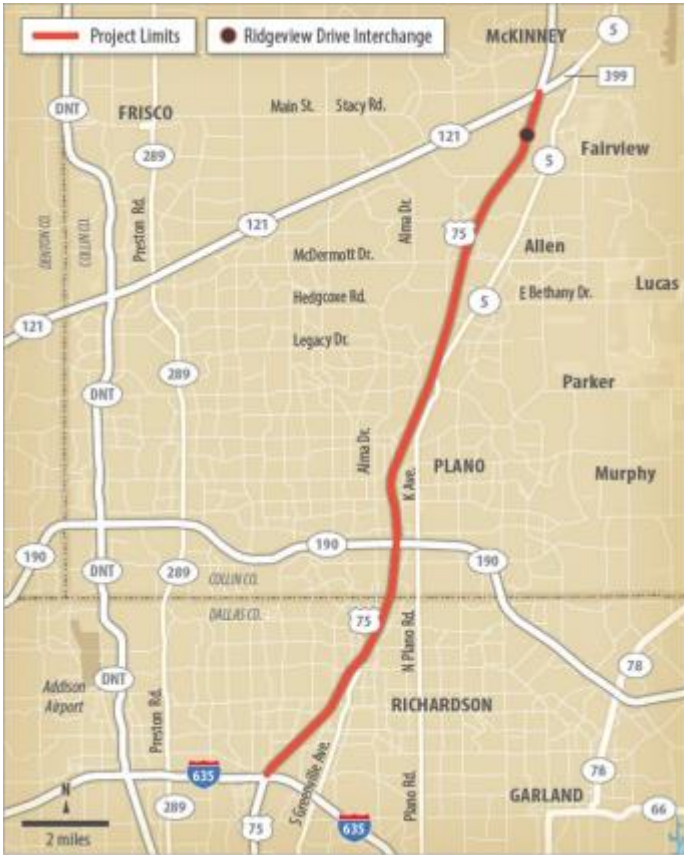 Project Limits
Ridgeview Drive Interchange
McKINNEY
5
399
DNT
FRISCO
Main St.
Stacy Rd.
121
289
5
Fairview
Preston Rd.
Alma Dr.
121
75
DENTON CO.
COLLIN CO.
McDermott Dr.
Allen
Lucas
Hedgcoxe Rd.
5
E Bethany Dr.
121
Legacy Dr.
289
DNT
Parker
Alma Dr.
PLANO
K Ave.
Murphy
190
190
190
DNT
289
COLLIN CO.
DALLAS CO.
75
N Plano Rd.
78
Addison
Airport
DNT
Preston Rd.
RICHARDSON
635
S Greenville Ave.
Plano Rd.
78
GARLAND
N
289
75
635
66
2 miles